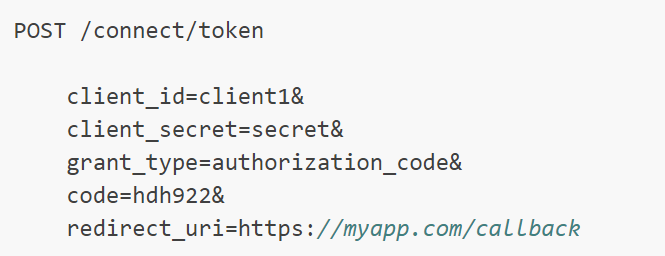 POST /connect/token
client_id=client1&
client_secret=secret&
grant_type=authorization_code&
code=hdh922&
redirect_uri=https://myapp.com/callback